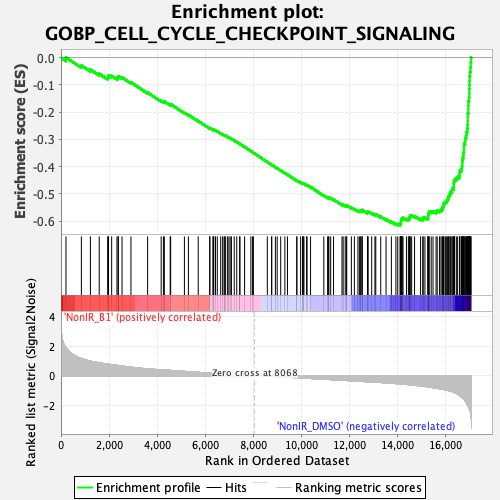 Enrichment plot:
GOBP_CELL_CYCLE_CHECKPOINT_SIGNALING
Enrichment score (ES)
0.0
-0.1
-0.2
-0.3
-0.4
-0.5
-0.6
Ranked list metric (Signal2Noise)
'NonIR_B1' (positively correlated)
4
2
0
-2
Zero cross at 8068
'NonIR_DMSO' (negatively correlated)
0 2,000 4,000 6,000 8,000 10,000 12,000 14,000 16,000
Rank in Ordered Dataset
Enrichment profile Hits Ranking metric scores